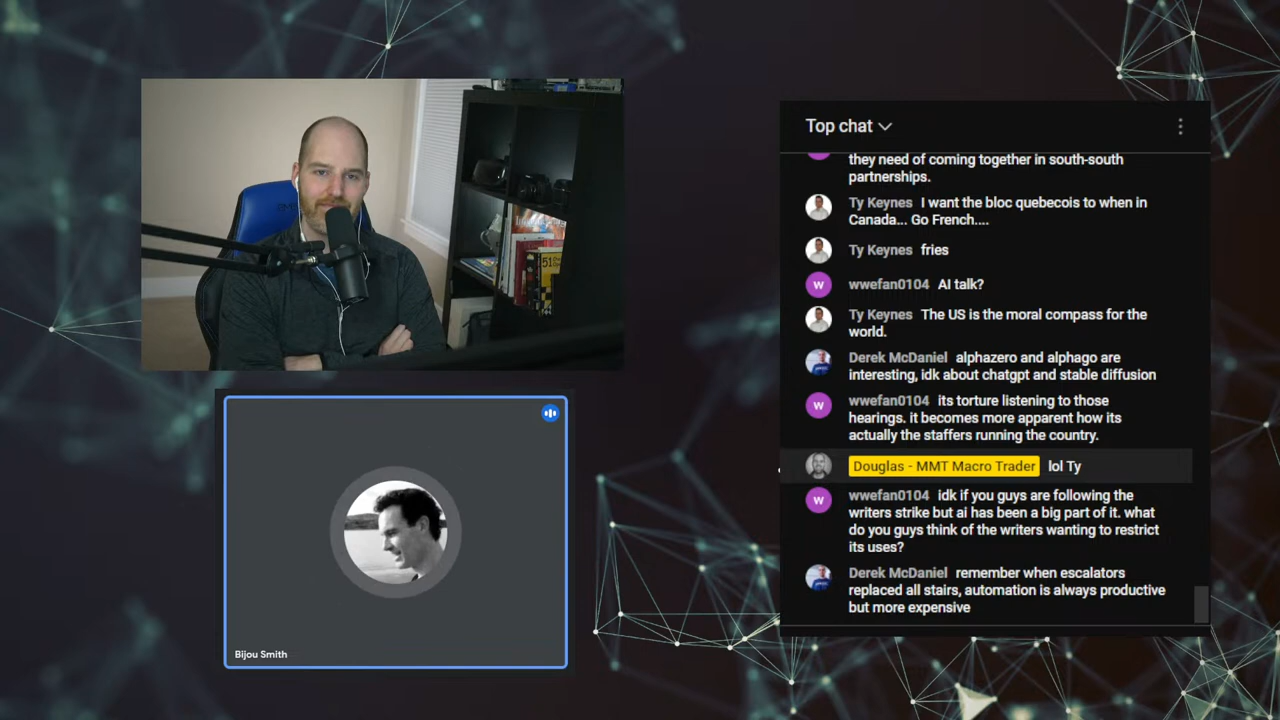 Top chat
they need of coming together in south-south
partnerships.
Ty Keynes I want the bloc quebecois to when in
Canada... Go French....
Ty Keynes fries
w
wwefan0104 AI talk?
Ty Keynes The US is the moral compass for the
world.
Derek McDaniel alphazero and alphago are
interesting, idk about chatgpt and stable diffusion
w
wwefan0104 its torture listening to those
hearings. it becomes more apparent how its
actually the staffers running the country.
Douglas - MMT Macro Trader lol Ty
w
wwefan0104 idk if you guys are following the
writers strike but ai has been a big part of it. what
do you guys think of the writers wanting to restrict
its uses?
Derek McDaniel remember when escalators
replaced all stairs, automation is always productive
but more expensive
51
Bijou Smith